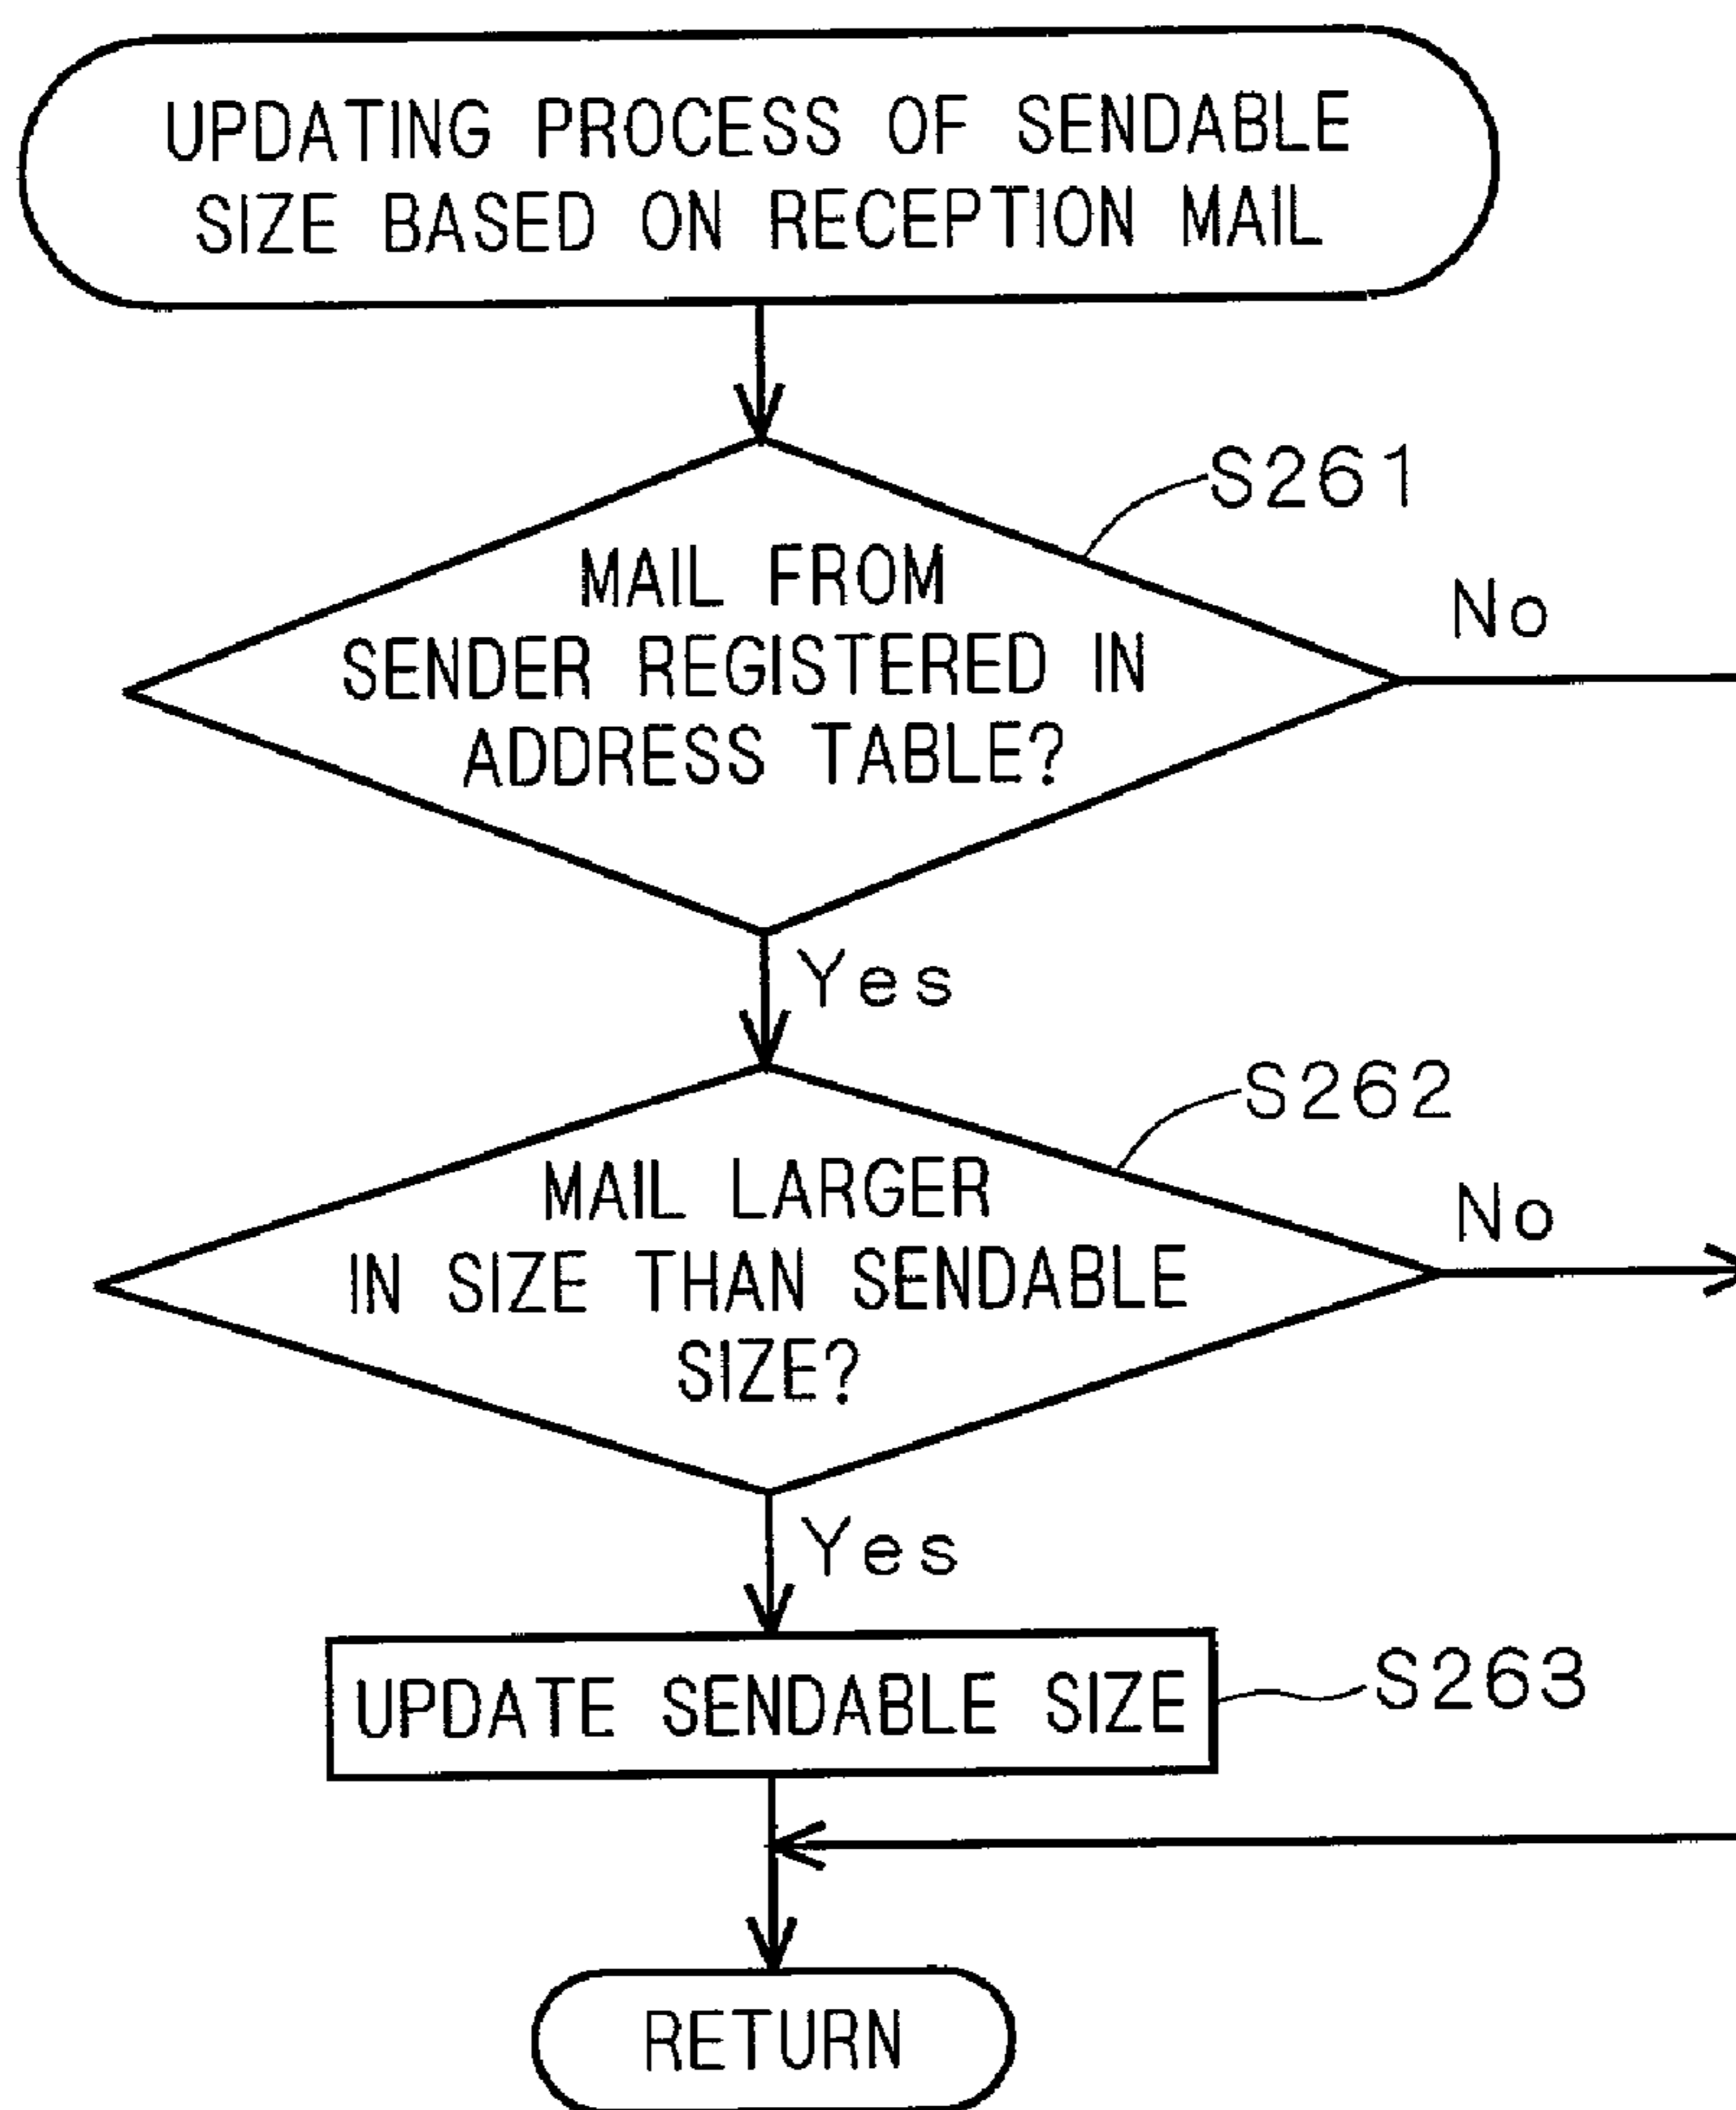 UPDATING PROCESS OF SENDABLE
SIZE BASED ON RECEPTION MAIL
S261
MAIL FROM
SENDER REGISTERED IN
ADDRESS TABLE?
No
Yes
S262
MAIL LARGER
IN SIZE THAN SENDABLE
SIZE?
No
Yes
UPDATE SENDABLE SIZE
S263
RETURN